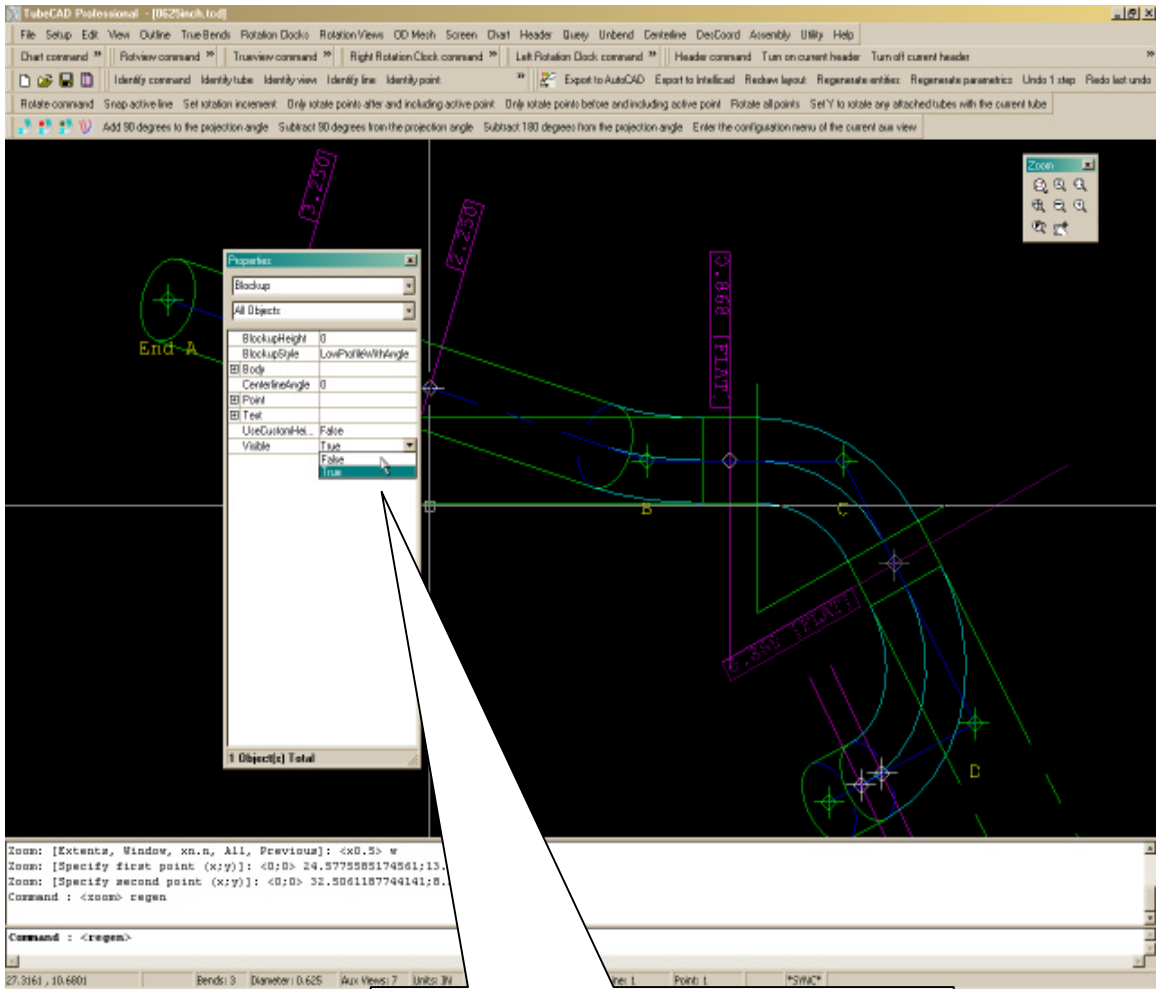 TubeCAD Professional - [0625inch.tcd]
File Setup Edit View Outline TrueBends Rotation Clocks Rotation Views OD Mesh Screen Chart Header Query Unbend Centerline DesCoord Assembly Utility Help
Chart command » Rotview command » Trueview command » Right Rotation Clock command » Left Rotation Clock command » Header command Turn on current header Turn off current header »
Identify command Identify tube Identify view Identify line Identify point » Export to AutoCAD Export to Intellicad Redraw layout Regenerate entities Regenerate parametrics Undo 1 step Redo last undo
Rotate command Snap active line Set rotation increment Only rotate points after and including active point Only rotate points before and including active point Rotate all points Set 'Y' to rotate any attached tubes with the current tube
Add 90 degrees to the projection angle Subtract 90 degrees from the projection angle Subtract 180 degrees from the projection angle Enter the configuration menu of the current aux view
Zoom
3.250
2.250
0.868 [FLAT]
End A
Properties
Blockup
All Objects
BlockupHeight 0
BlockupStyle LowProfileWithAngle
Body
CenterlineAngle 0
Point
Text
UseCustomHei... False
Visible True
False
True
B
C
[FLAT]
D
1 Object(s) Total
Zoom: [Extents, Window, xn.n, All, Previous]: <x0.5> w
Zoom: [Specify first point (x;y)]: <0;0> 24.5775585174561;13.
Zoom: [Specify second point (x;y)]: <0;0> 32.5061187744141;8.
Command : <zoom> regen
Command : <regen>
27.3161 , 10.6801 Bends: 3 Diameter: 0.625 Aux Views: 7 Units: IN Line: 1 Point: 1 *SYNC*